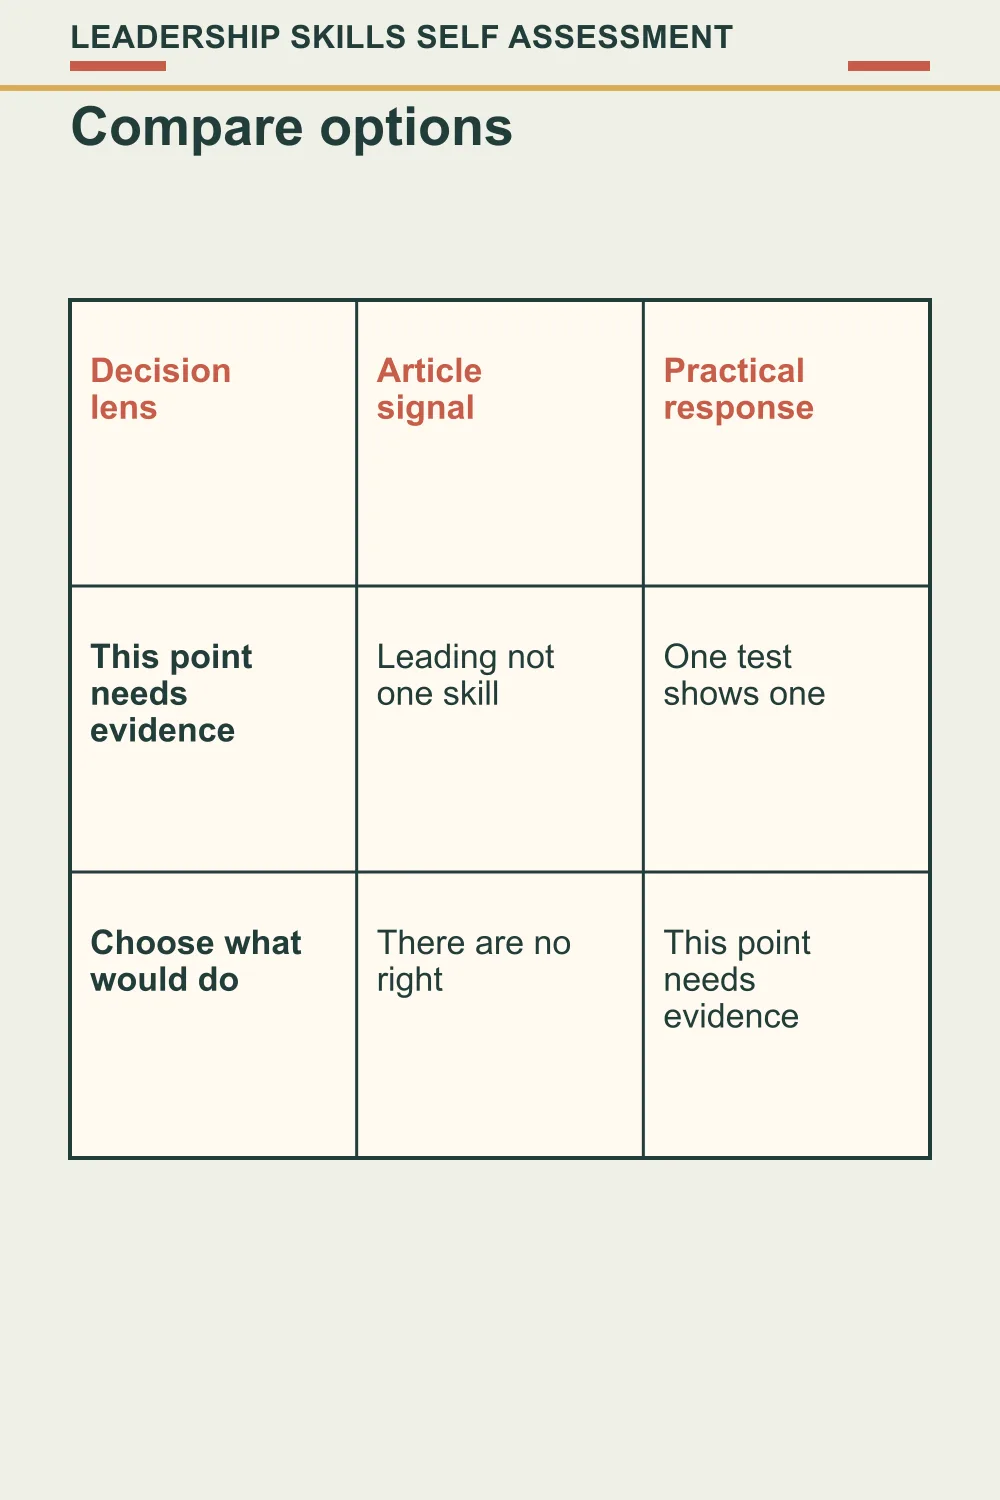 LEADERSHIP SKILLS SELF ASSESSMENT
Compare options
Decision
lens
Article
signal
Practical
response
This point
needs
evidence
Leading not
one skill
One test
shows one
Choose what
would do
There are no
right
This point
needs
evidence